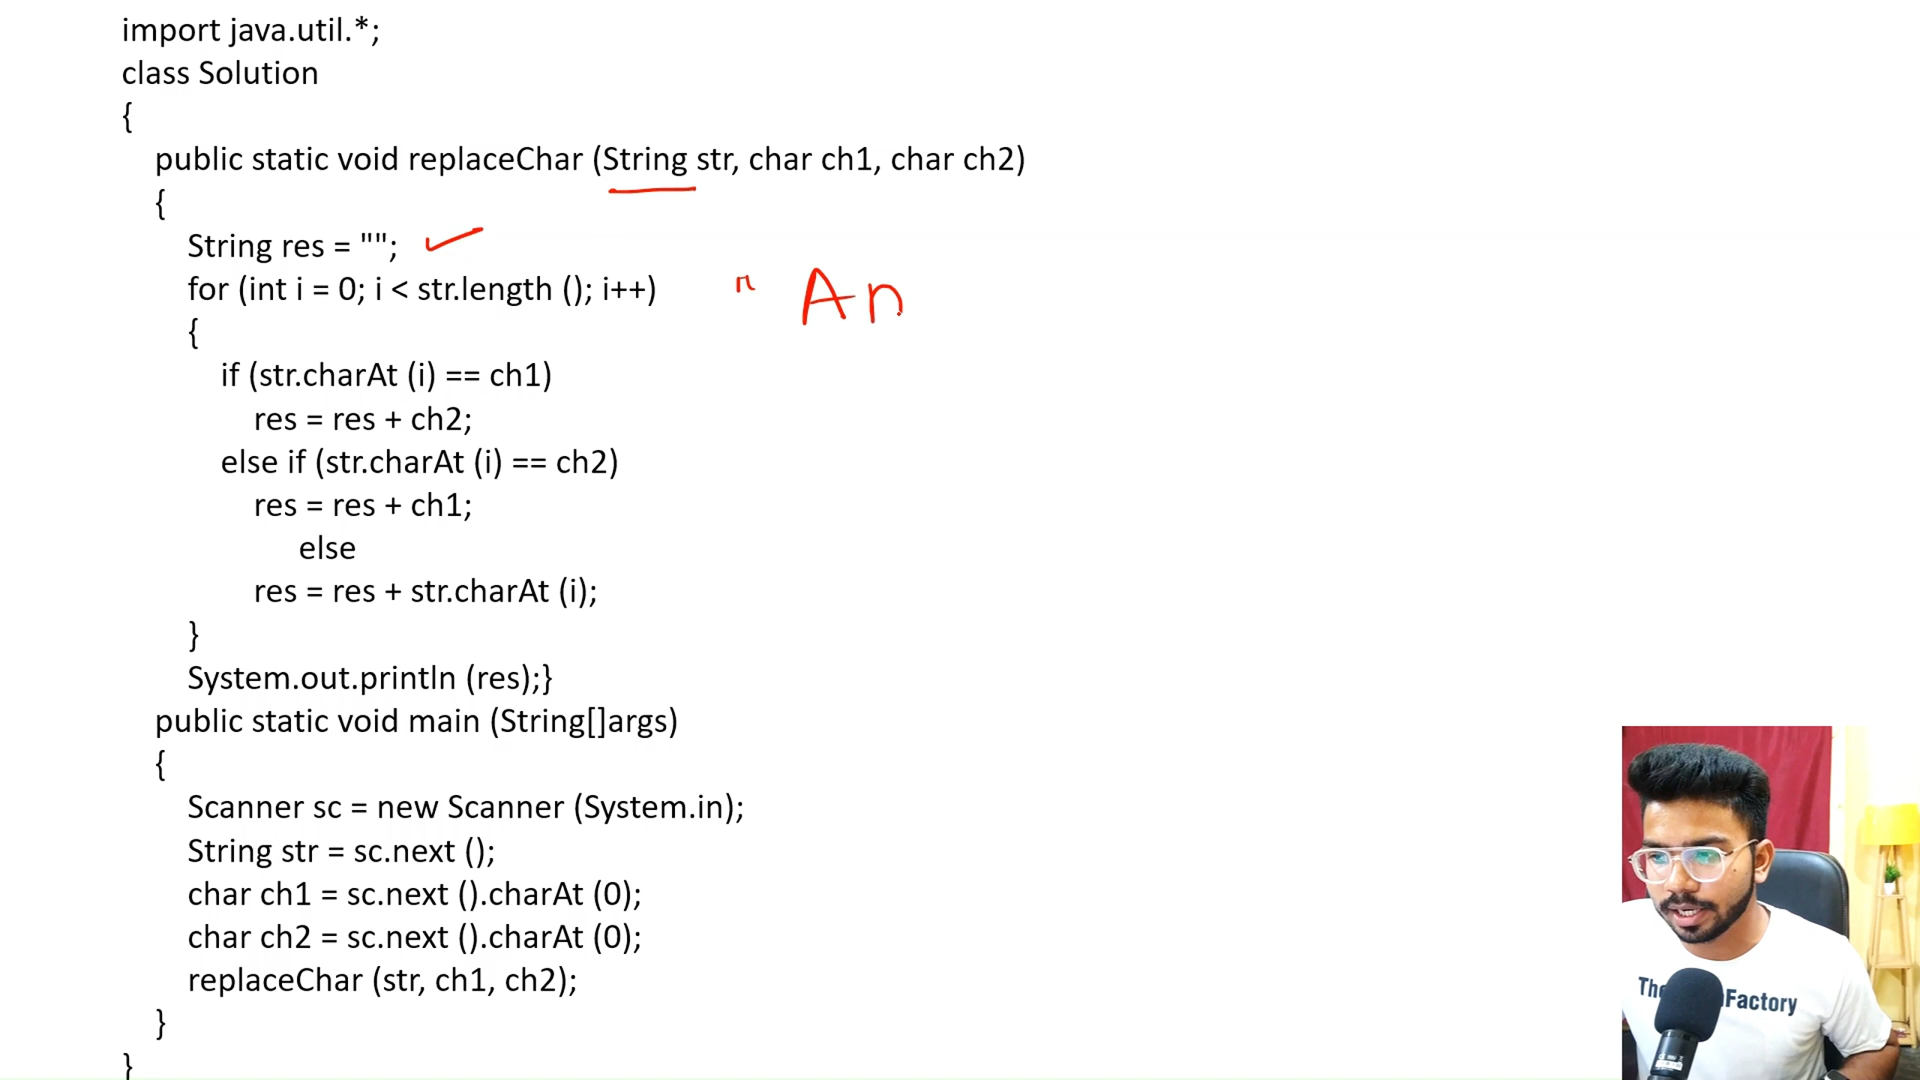 import java.util.*;
class Solution
{
public static void replaceChar (String str, char ch1, char ch2)
{
String res = "";
for (int i = 0; i < str.length (); i++)
" An
{
if (str.charAt (i) == ch1)
res = res + ch2;
else if (str.charAt (i) == ch2)
res = res + ch1;
else
res = res + str.charAt (i);
}
System.out.println (res);}
public static void main (String[]args)
{
Scanner sc = new Scanner (System.in);
String str = sc.next ();
char ch1 = sc.next ().charAt (0);
char ch2 = sc.next ().charAt (0);
replaceChar (str, ch1, ch2);
}
}
Factory